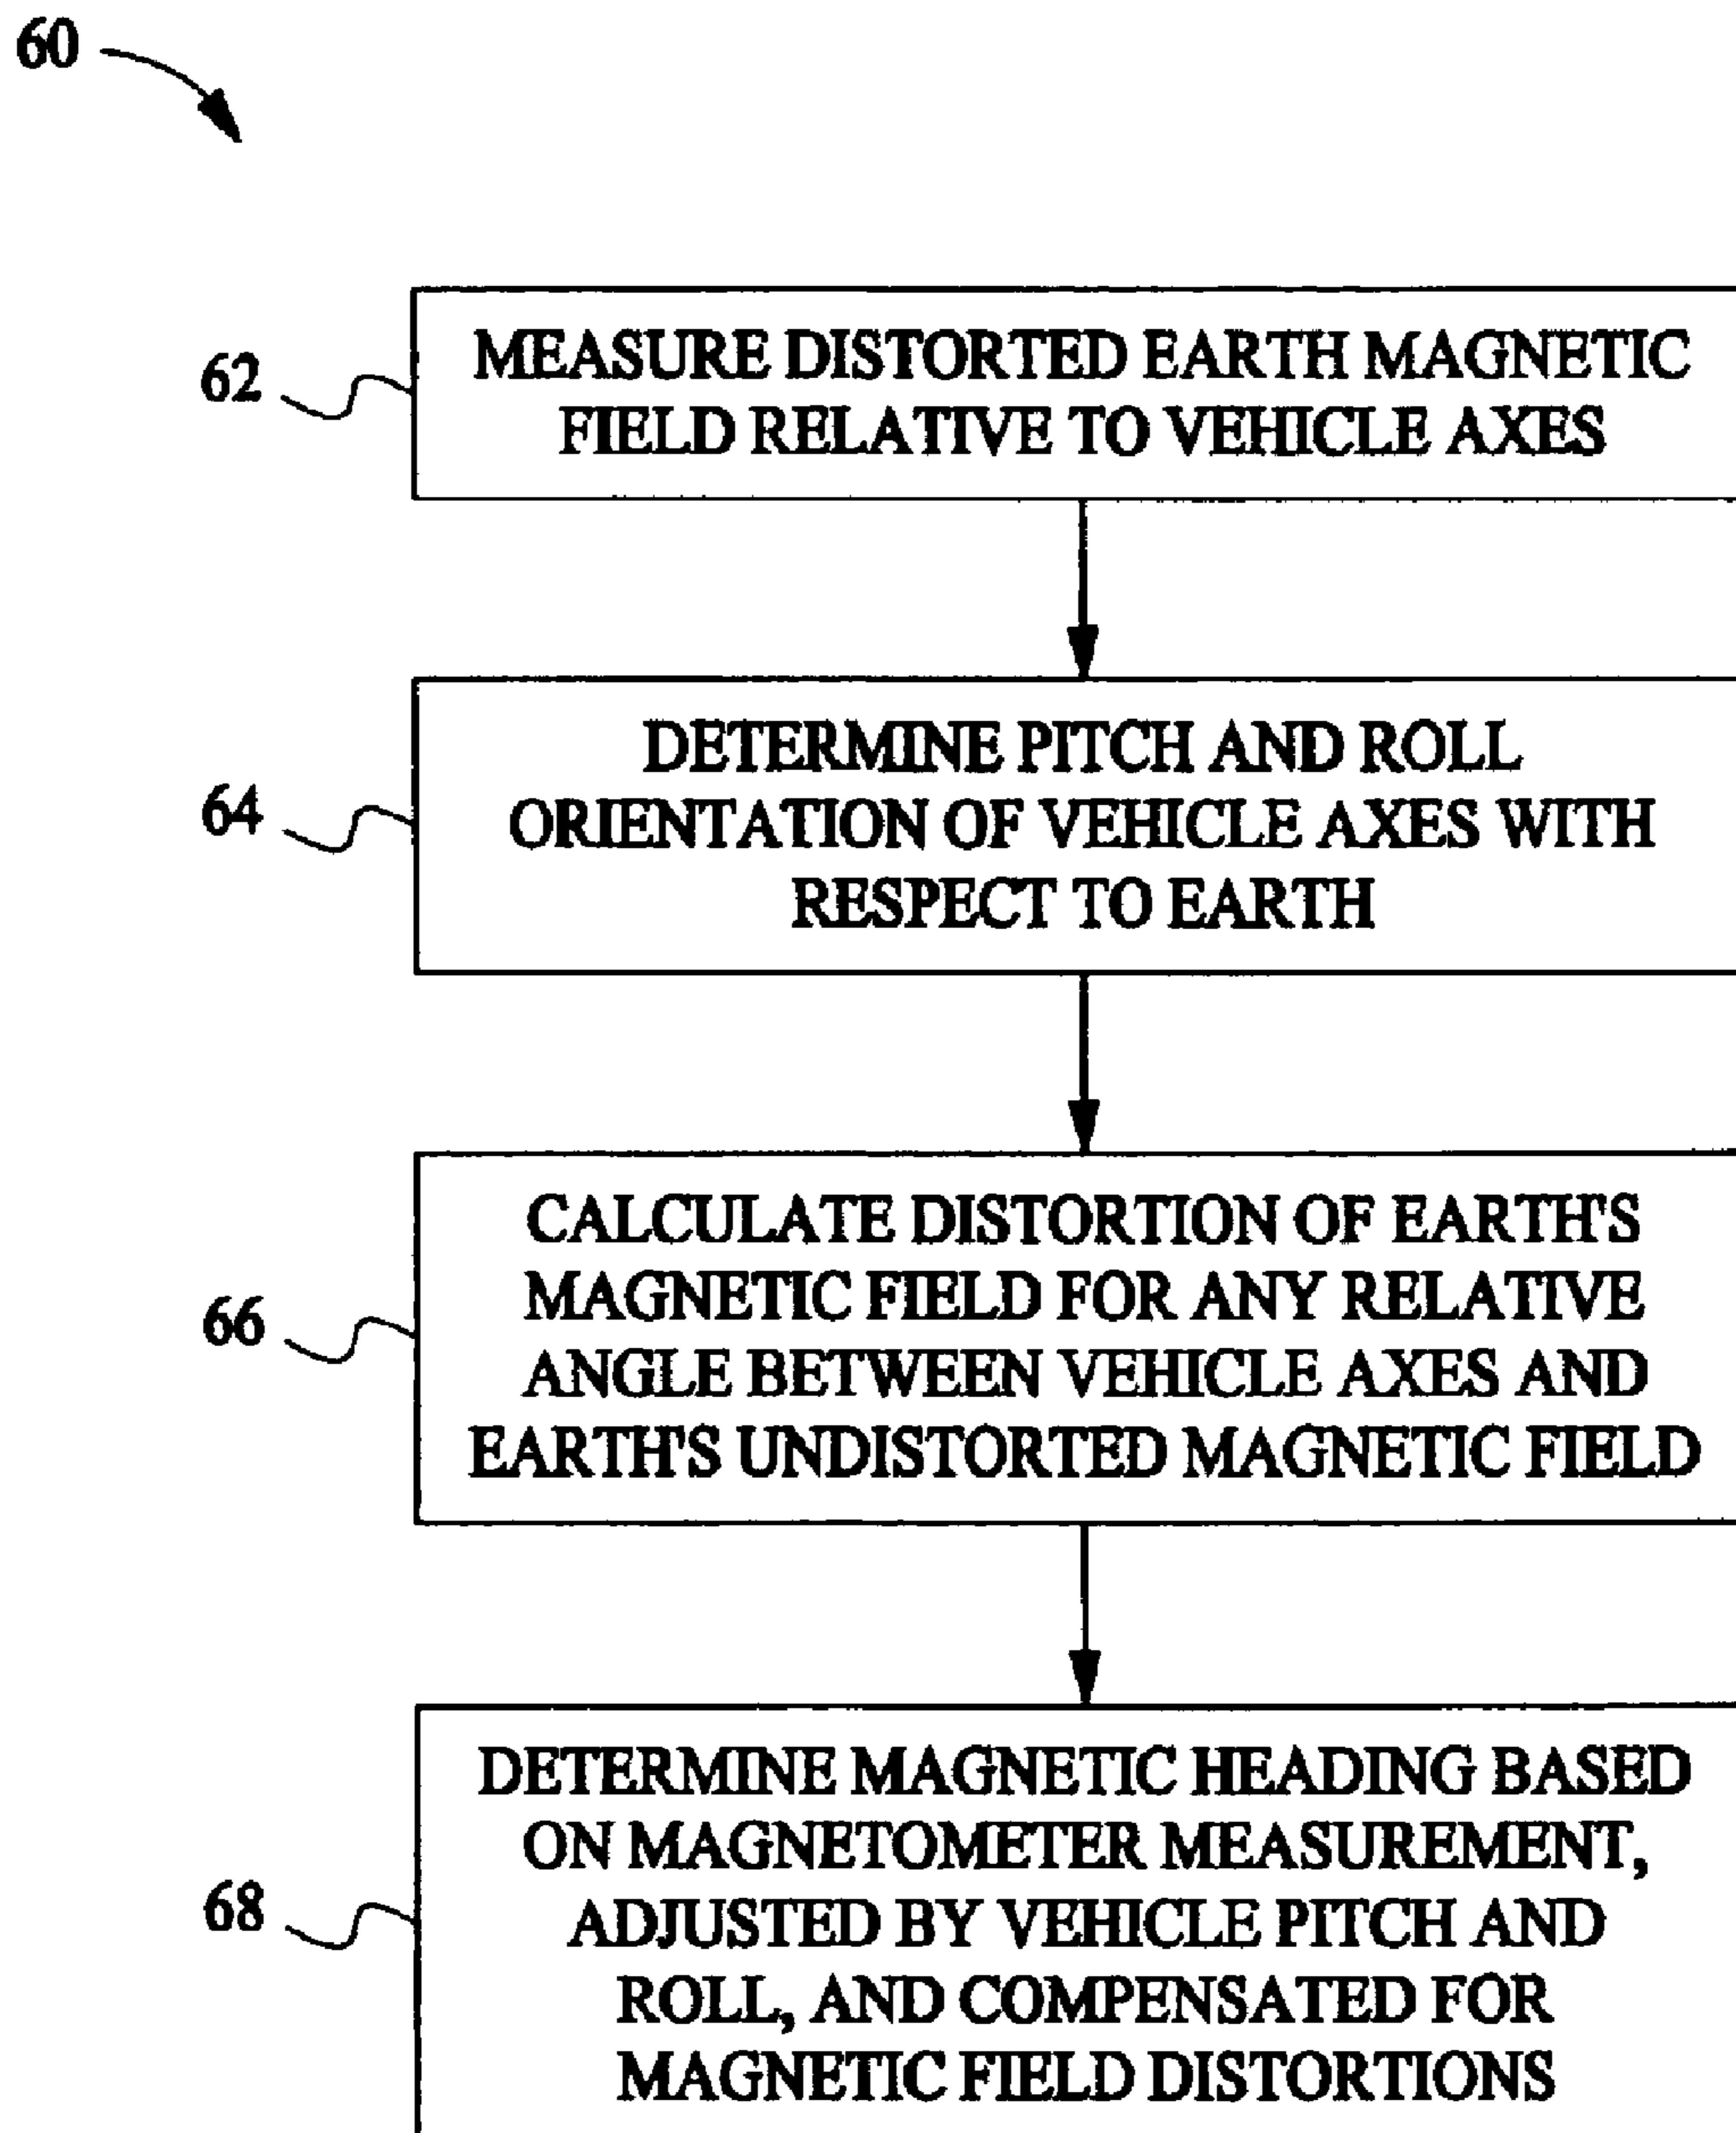 60
62
MEASURE DISTORTED EARTH MAGNETIC
FIELD RELATIVE TO VEHICLE AXES
64
DETERMINE PITCH AND ROLL
ORIENTATION OF VEHICLE AXES WITH
RESPECT TO EARTH
66
CALCULATE DISTORTION OF EARTH'S
MAGNETIC FIELD FOR ANY RELATIVE
ANGLE BETWEEN VEHICLE AXES AND
EARTH'S UNDISTORTED MAGNETIC FIELD
68
DETERMINE MAGNETIC HEADING BASED
ON MAGNETOMETER MEASUREMENT,
ADJUSTED BY VEHICLE PITCH AND
ROLL, AND COMPENSATED FOR
MAGNETIC FIELD DISTORTIONS